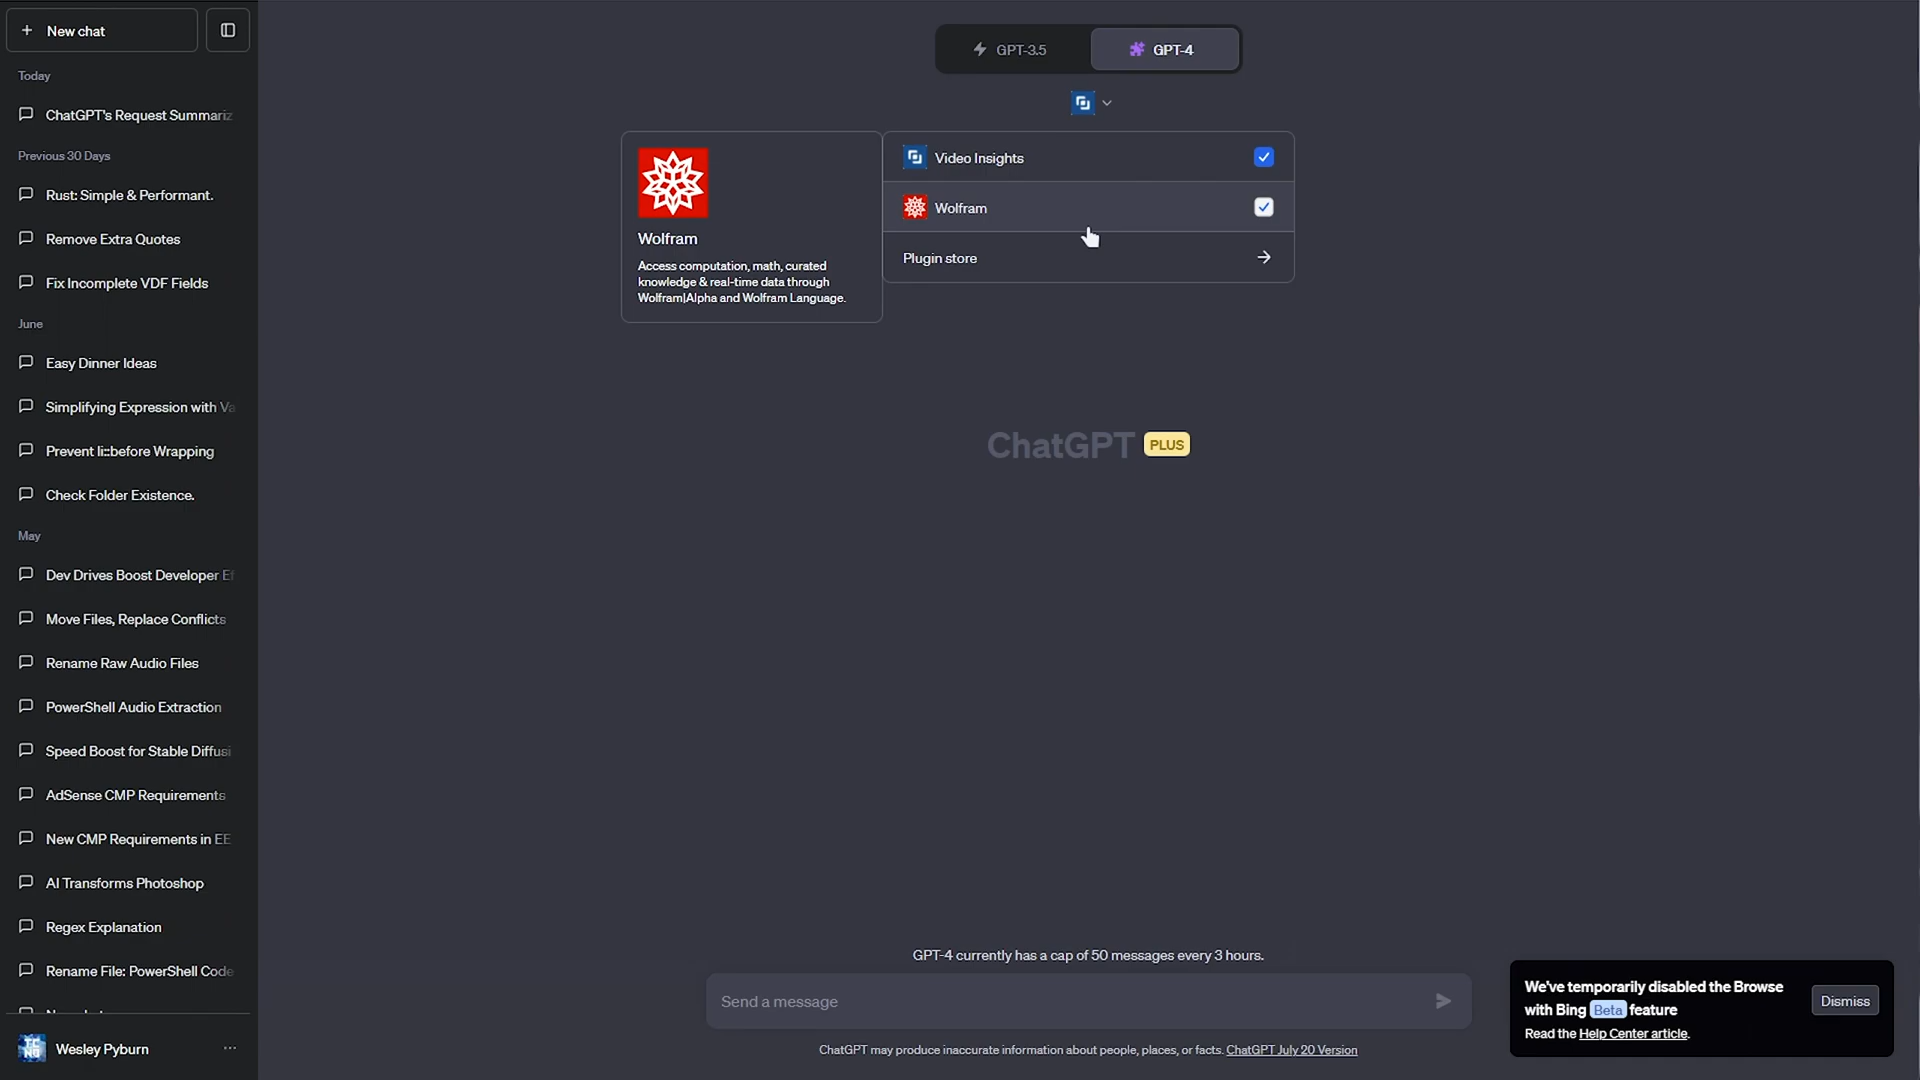 New chat
Today
ChatGPT's Request Summariz
Previous 30 Days
Rust: Simple & Performant.
Remove Extra Quotes
Fix Incomplete VDF Fields
June
Easy Dinner Ideas
Simplifying Expression with Va
Prevent li::before Wrapping
Check Folder Existence.
May
Dev Drives Boost Developer Ef
Move Files, Replace Conflicts
Rename Raw Audio Files
PowerShell Audio Extraction
Speed Boost for Stable Diffusi
AdSense CMP Requirements
New CMP Requirements in EE
AI Transforms Photoshop
Regex Explanation
Rename File: PowerShell Code
Wesley Pyburn
GPT-3.5
GPT-4
Video Insights
Wolfram
Plugin store
Wolfram
Access computation, math, curated
knowledge & real-time data through
Wolfram|Alpha and Wolfram Language.
ChatGPT PLUS
GPT-4 currently has a cap of 50 messages every 3 hours.
Send a message
ChatGPT may produce inaccurate information about people, places, or facts. ChatGPT July 20 Version
We've temporarily disabled the Browse
with Bing Beta feature
Read the Help Center article.
Dismiss